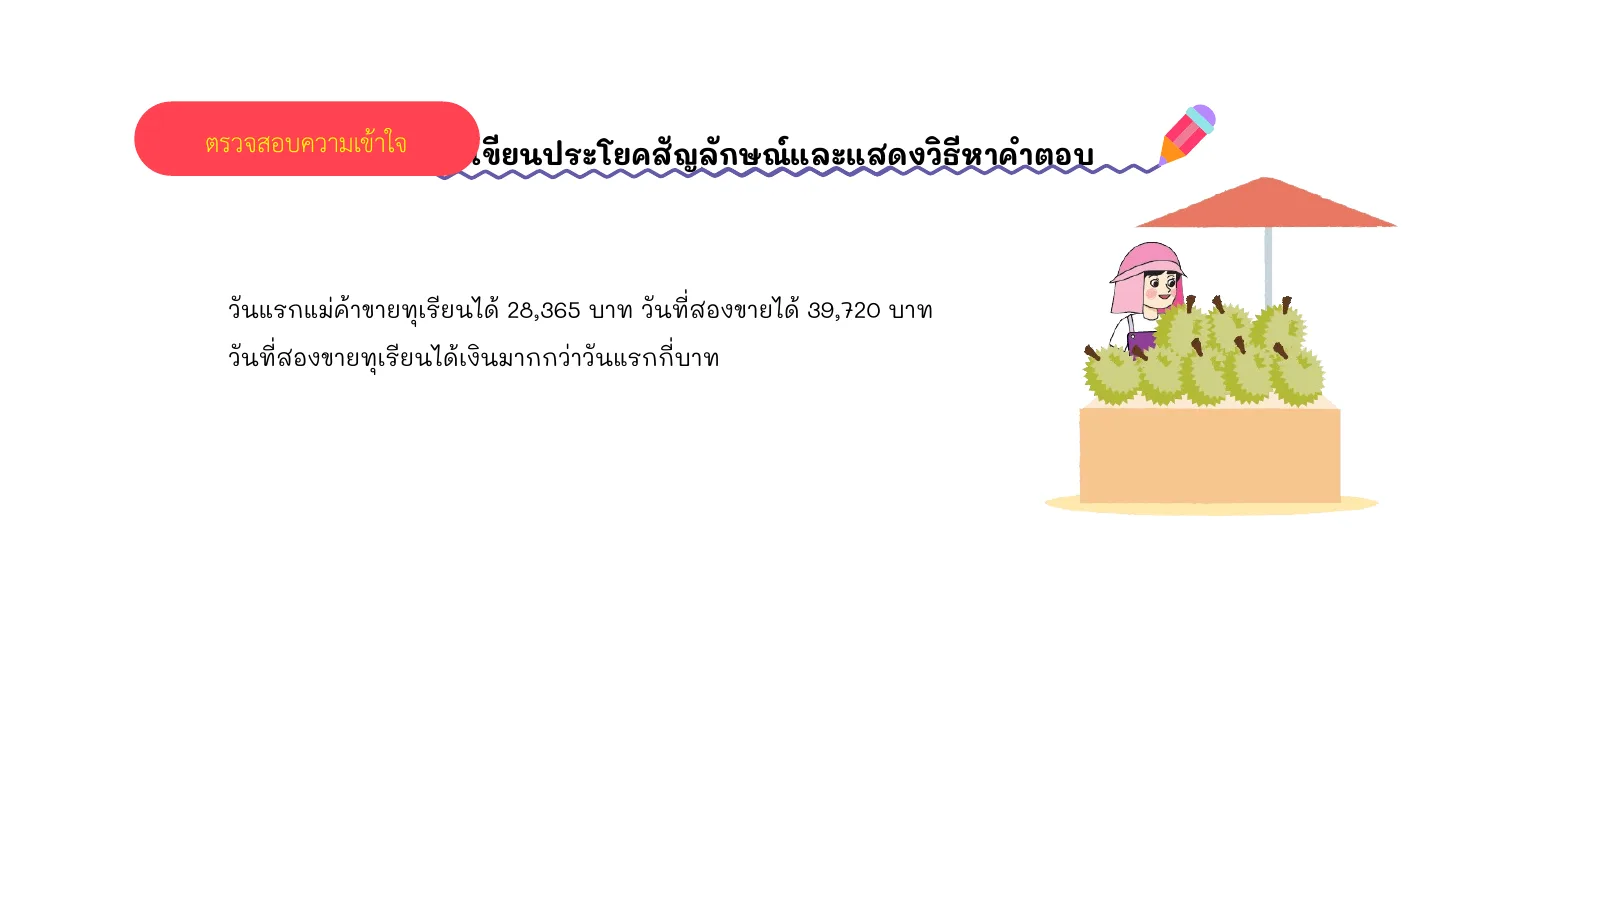 ตรวจสอบความเข้าใจ
เขียนประโยคสัญลักษณ์และแสดงวิธีหาคำตอบ
วันแรกแม่ค้าขายทุเรียนได้ 28,365 บาท วันที่สองขายได้ 39,720 บาท
วันที่สองขายทุเรียนได้เงินมากกว่าวันแรกกี่บาท